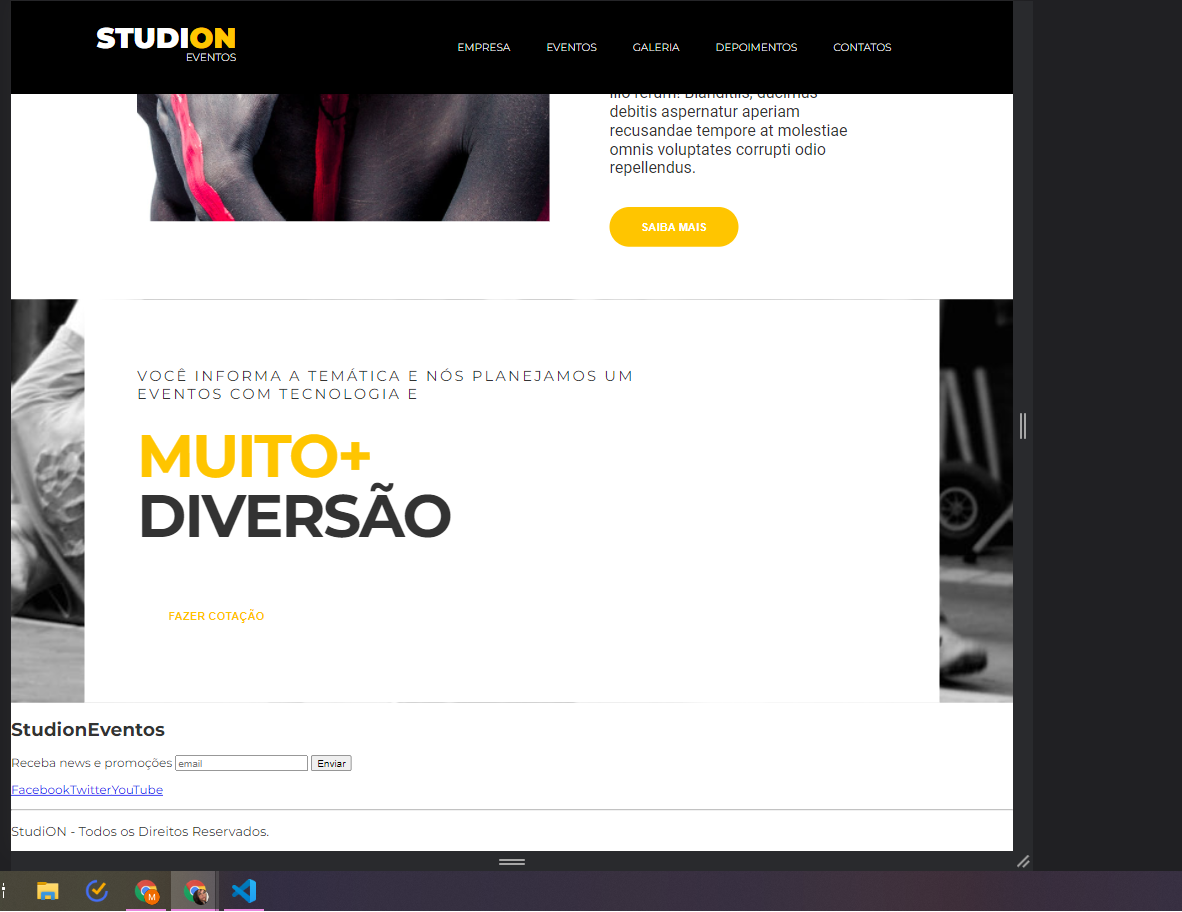 STUDION
EVENTOS
EMPRESA EVENTOS GALERIA DEPOIMENTOS CONTATOS
debitis aspernatur aperiam
recusandae tempore at molestiae
omnis voluptates corrupti odio
repellendus.
SAIBA MAIS
VOCÊ INFORMA A TEMÁTICA E NÓS PLANEJAMOS UM
EVENTOS COM TECNOLOGIA E
MUITO+
DIVERSÃO
FAZER COTAÇÃO
StudionEventos
Receba news e promoções email Enviar
FacebookTwitterYouTube
StudiON - Todos os Direitos Reservados.
M